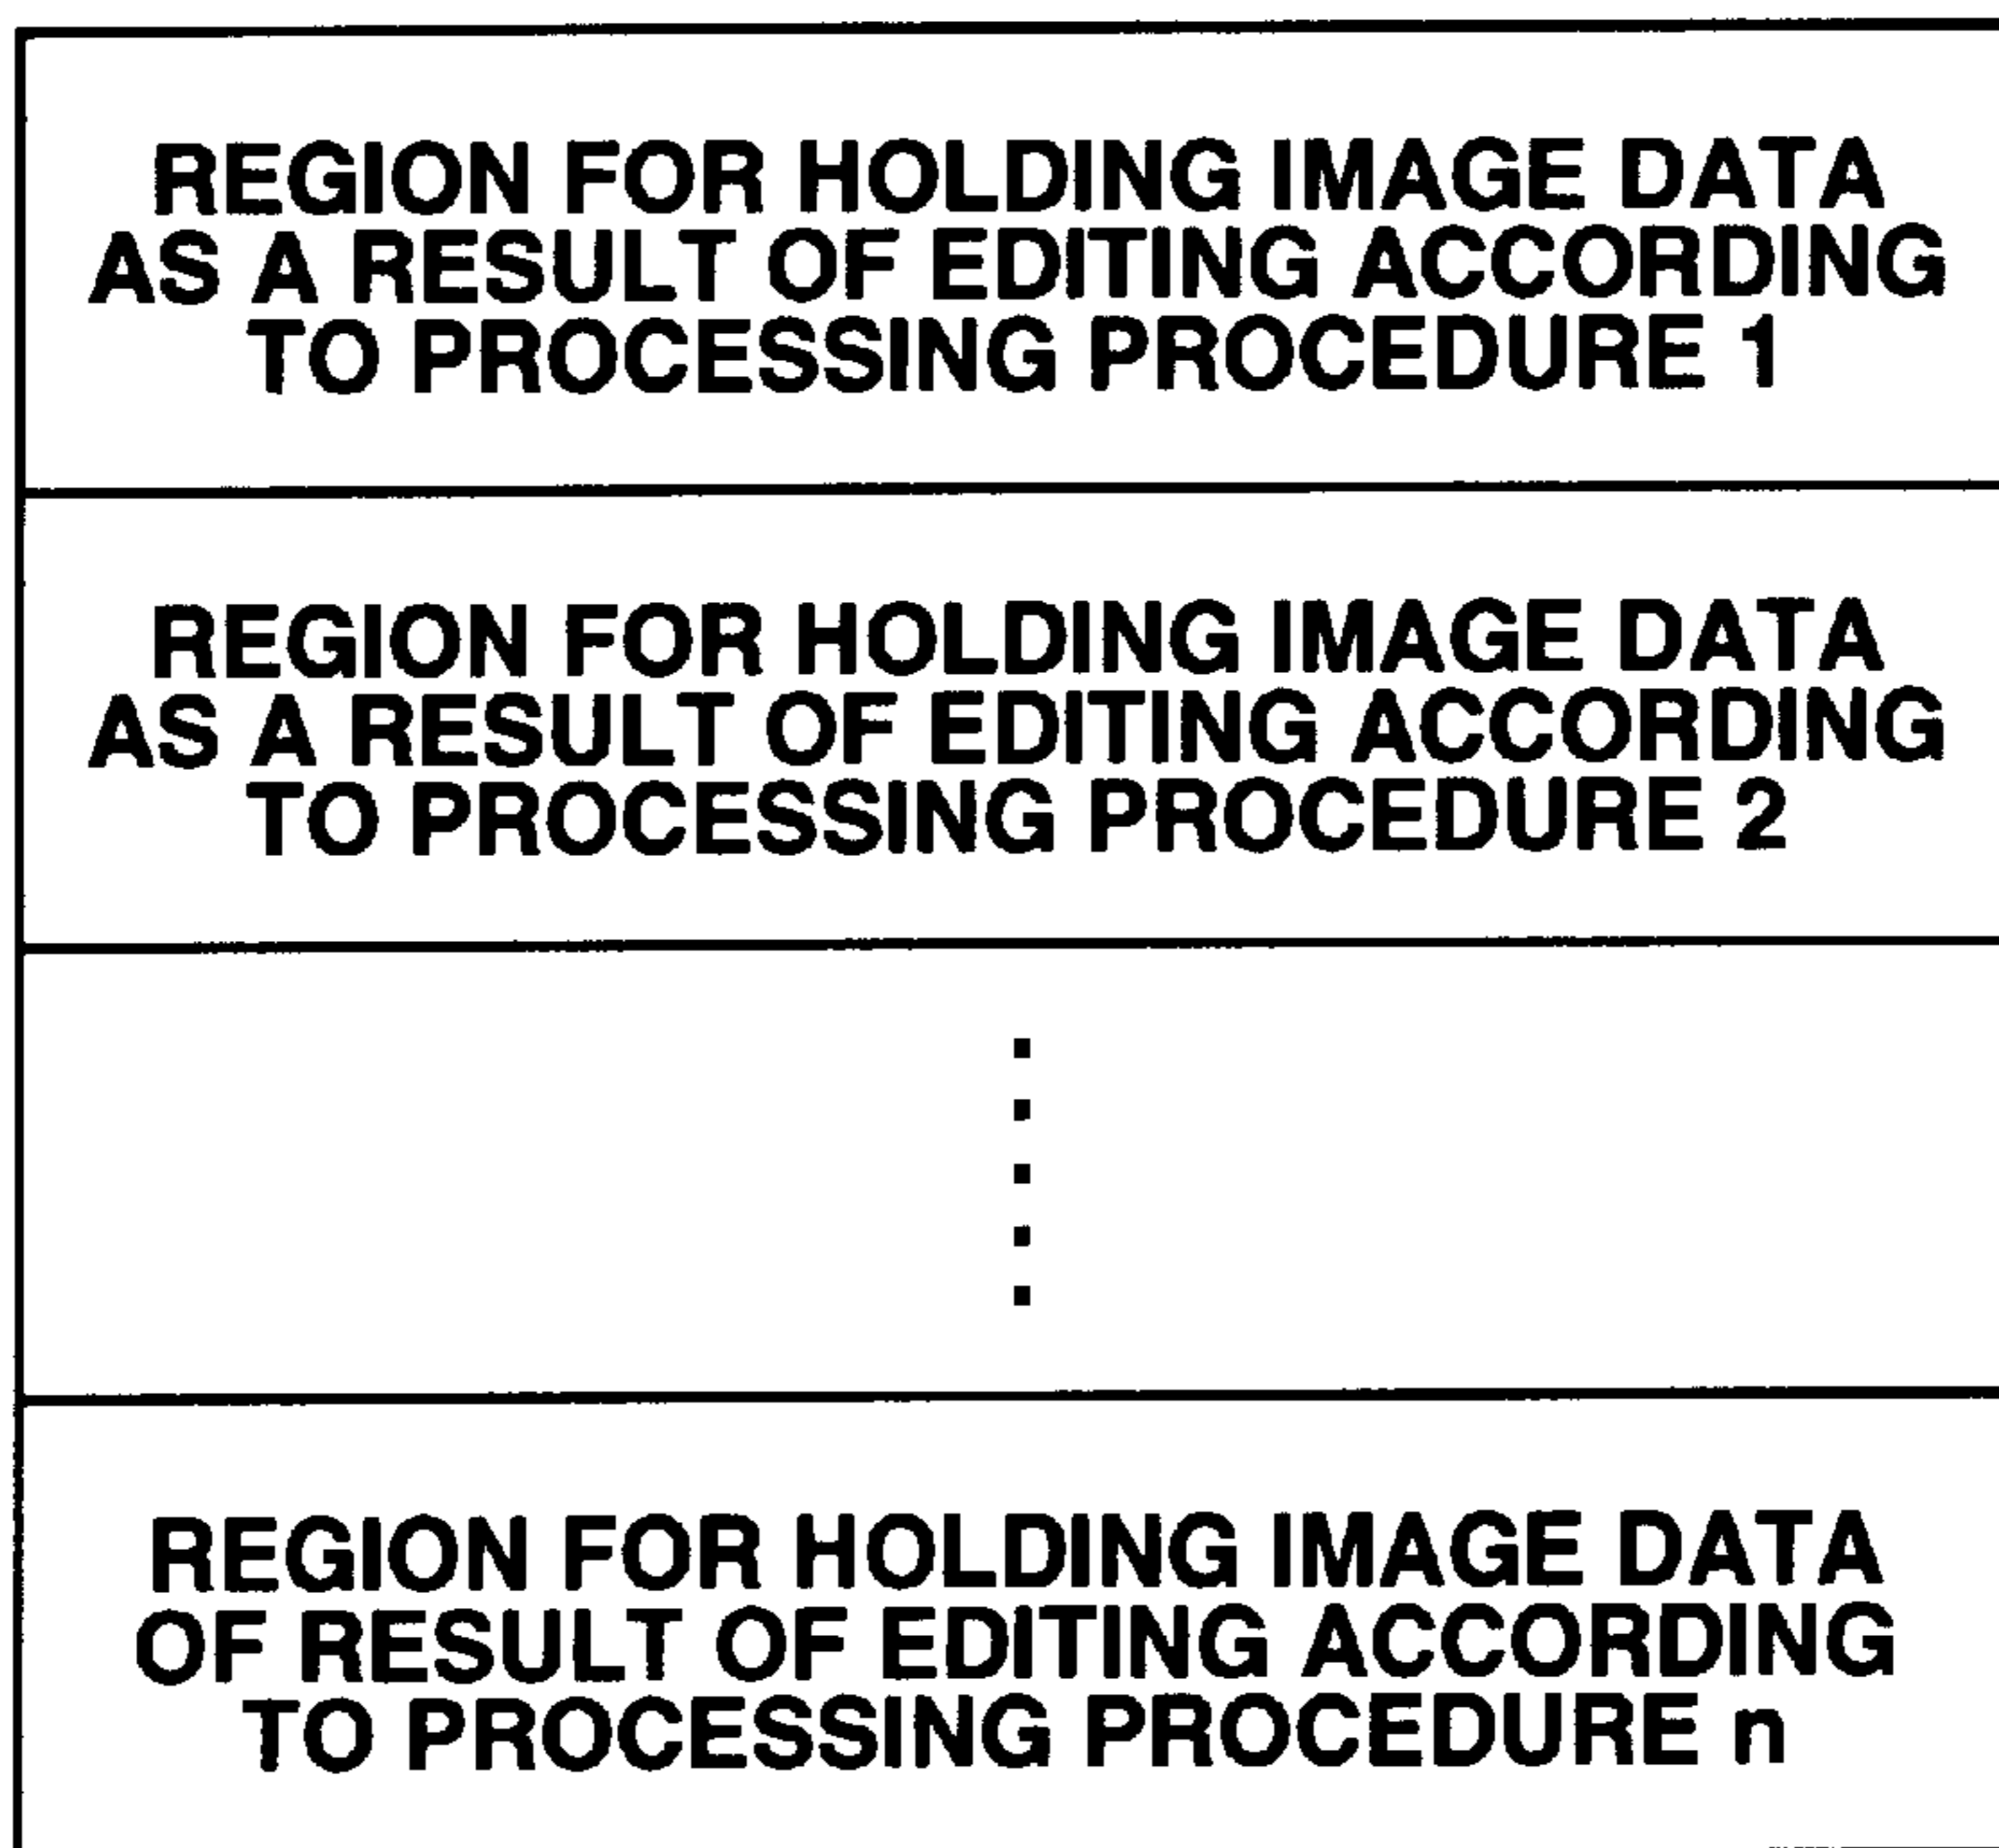 REGION FOR HOLDING IMAGE DATA
AS A RESULT OF EDITING ACCORDING
TO PROCESSING PROCEDURE 1
REGION FOR HOLDING IMAGE DATA
AS A RESULT OF EDITING ACCORDING
TO PROCESSING PROCEDURE 2
REGION FOR HOLDING IMAGE DATA
OF RESULT OF EDITING ACCORDING
TO PROCESSING PROCEDURE n